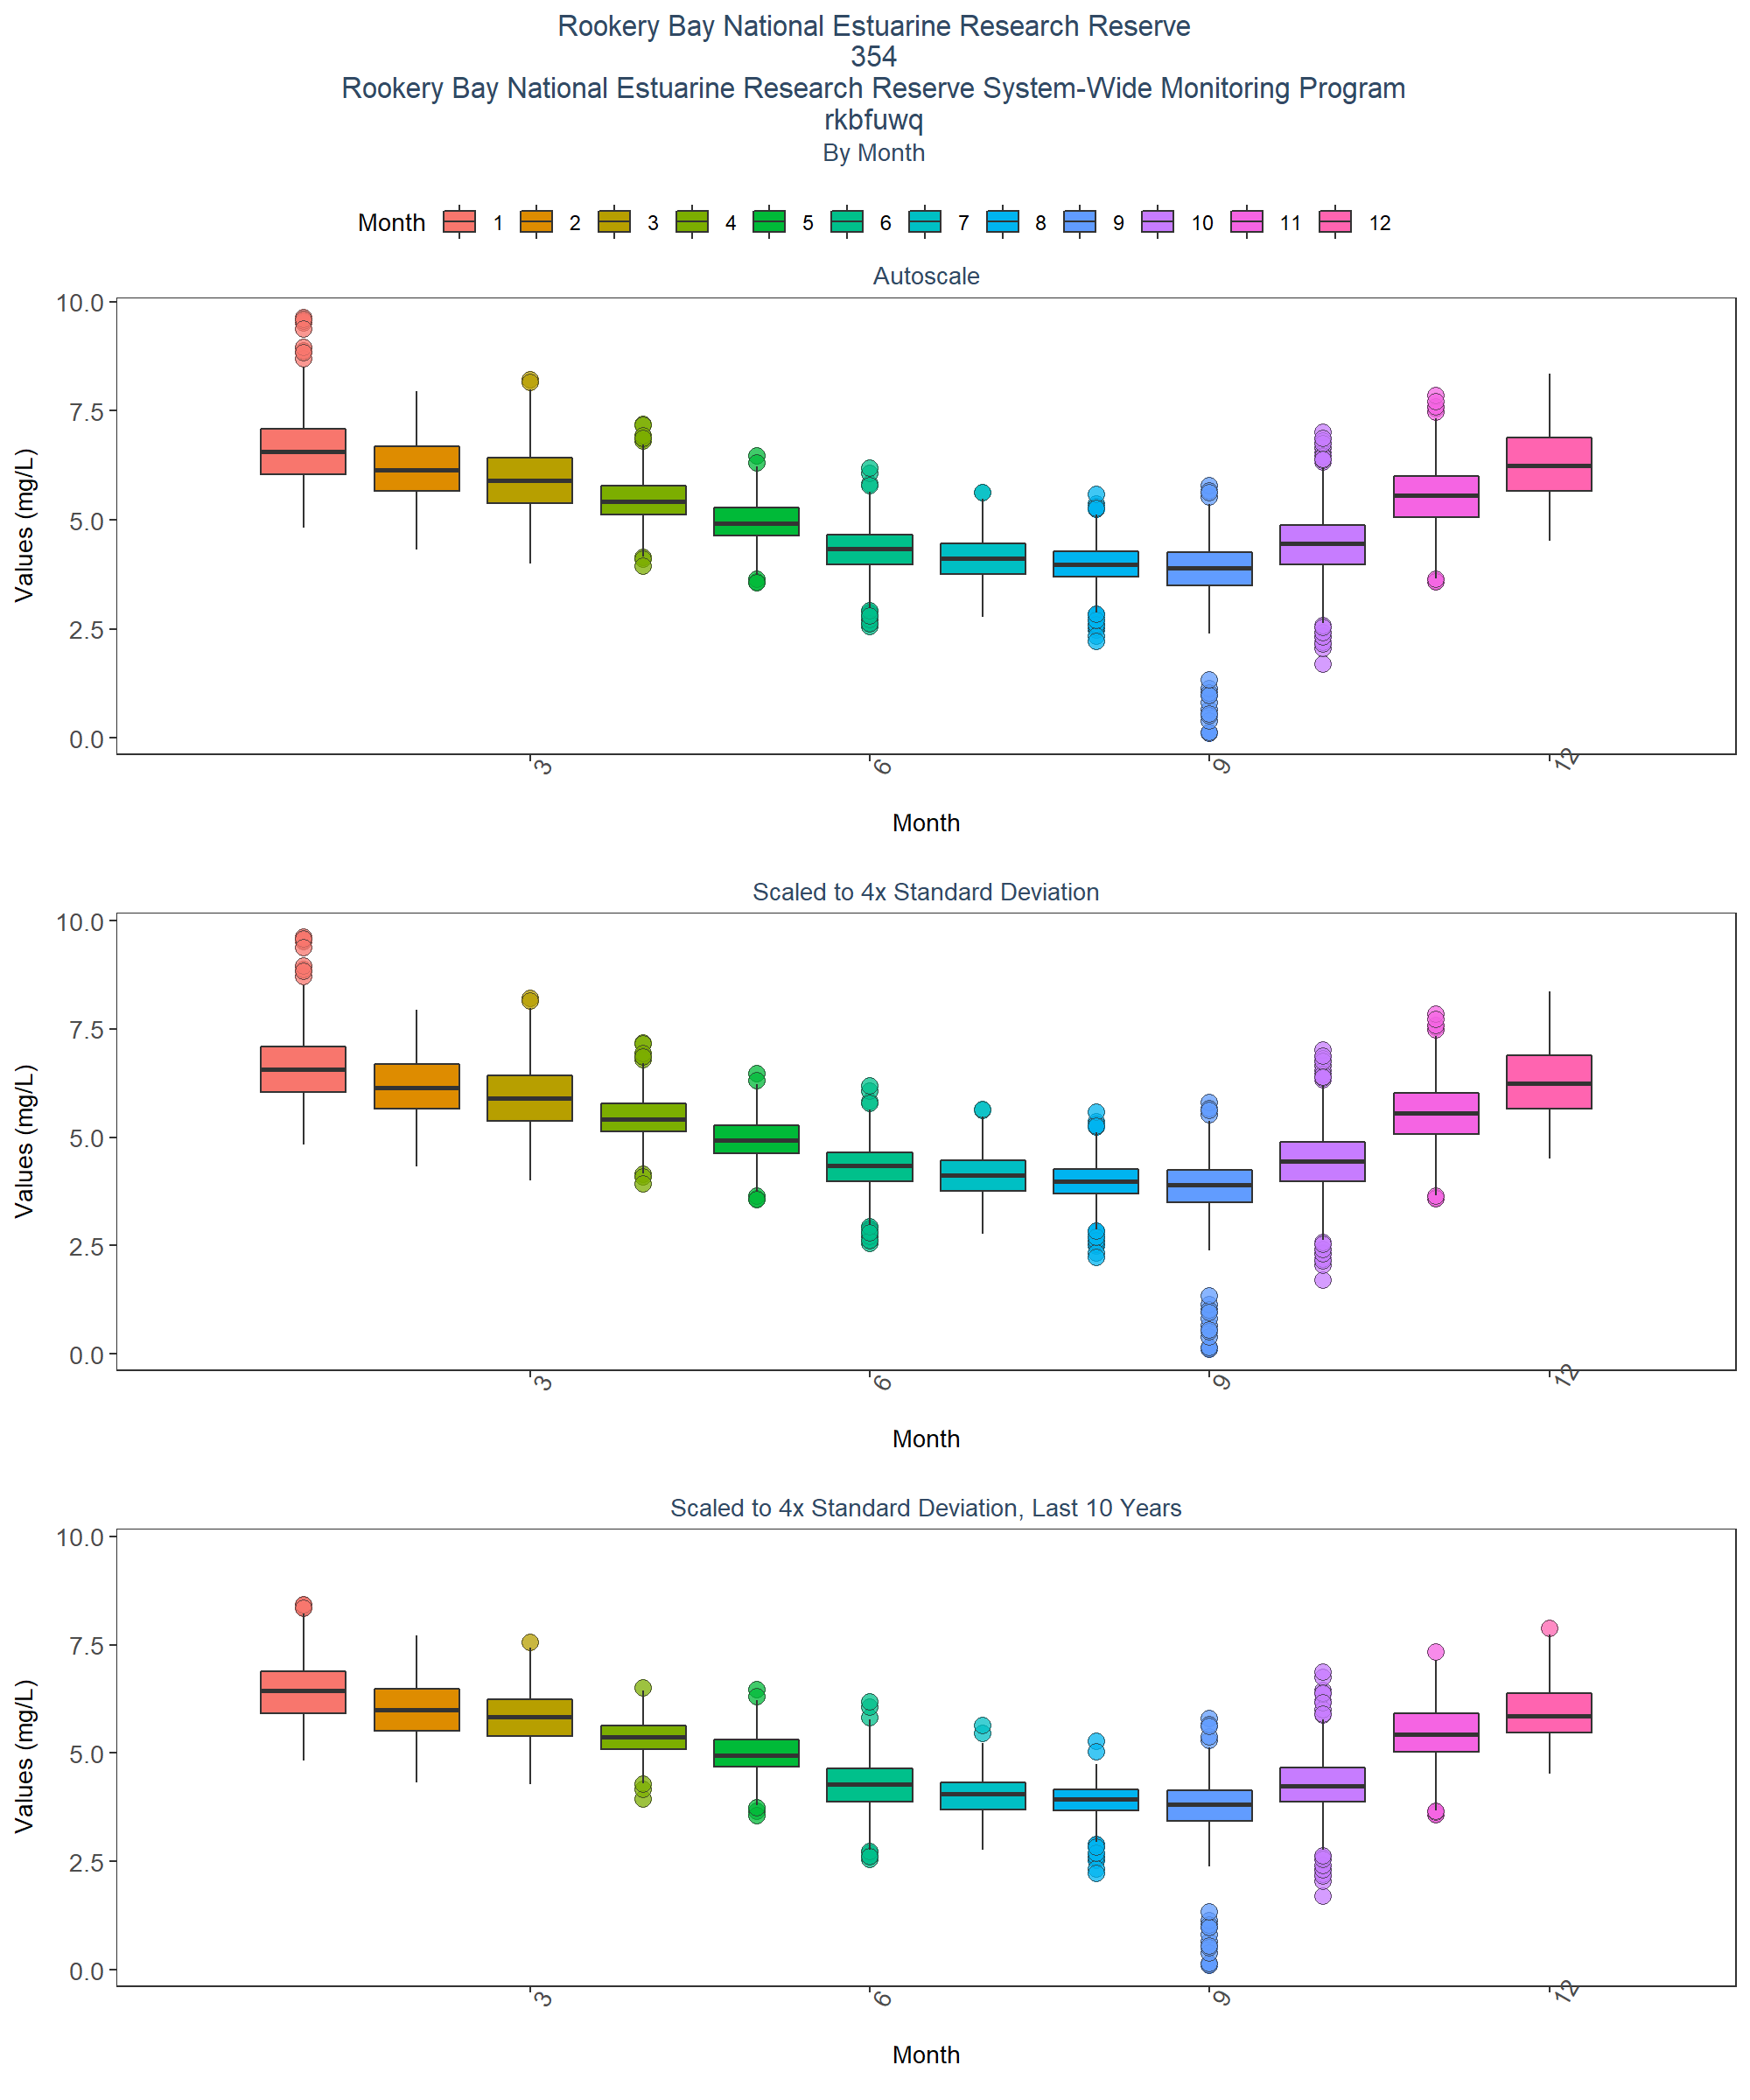 Rookery Bay National Estuarine Research Reserve
354
Rookery Bay National Estuarine Research Reserve System-Wide Monitoring Program
rkbfuwq
By Month
Month 1 2 3 4 5 6 7 8 9 10 11 12
Autoscale
10.0
7.5
5.0
2.5
0.0
Values (mg/L)
3 6 9 12
Month
Scaled to 4x Standard Deviation
10.0
7.5
5.0
2.5
0.0
Values (mg/L)
3 6 9 12
Month
Scaled to 4x Standard Deviation, Last 10 Years
10.0
7.5
5.0
2.5
0.0
Values (mg/L)
3 6 9 12
Month